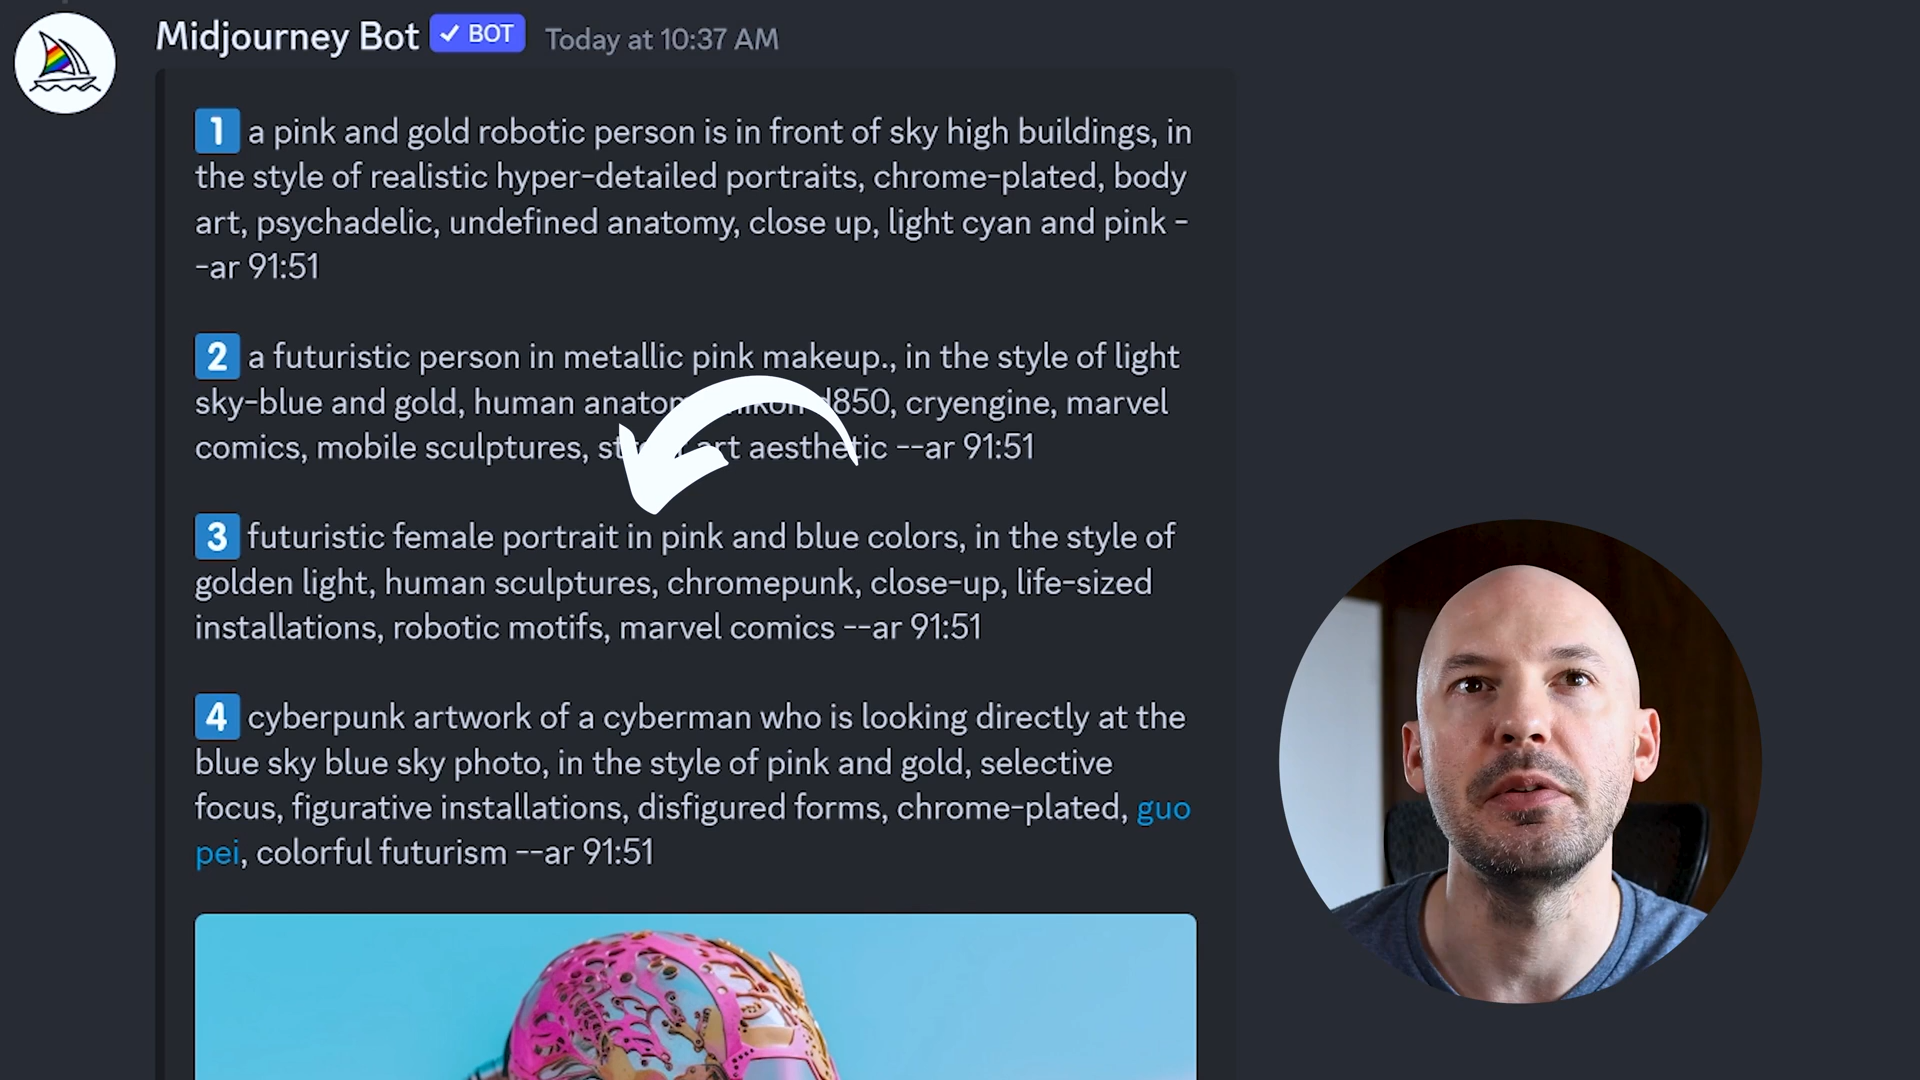 Midjourney Bot ✓ BOT Today at 10:37 AM
1 a pink and gold robotic person is in front of sky high buildings, in
the style of realistic hyper-detailed portraits, chrome-plated, body
art, psychadelic, undefined anatomy, close up, light cyan and pink -
-ar 91:51
2 a futuristic person in metallic pink makeup., in the style of light
sky-blue and gold, human d850, cryengine, marvel
comics, mobile sculptures, art aesthetic --ar 91:51
3 futuristic female portrait in pink and blue colors, in the style of
golden light, human sculptures, chromepunk, close-up, life-sized
installations, robotic motifs, marvel comics --ar 91:51
4 cyberpunk artwork of a cyberman who is looking directly at the
blue sky blue sky photo, in the style of pink and gold, selective
focus, figurative installations, disfigured forms, chrome-plated, guo
pei, colorful futurism --ar 91:51